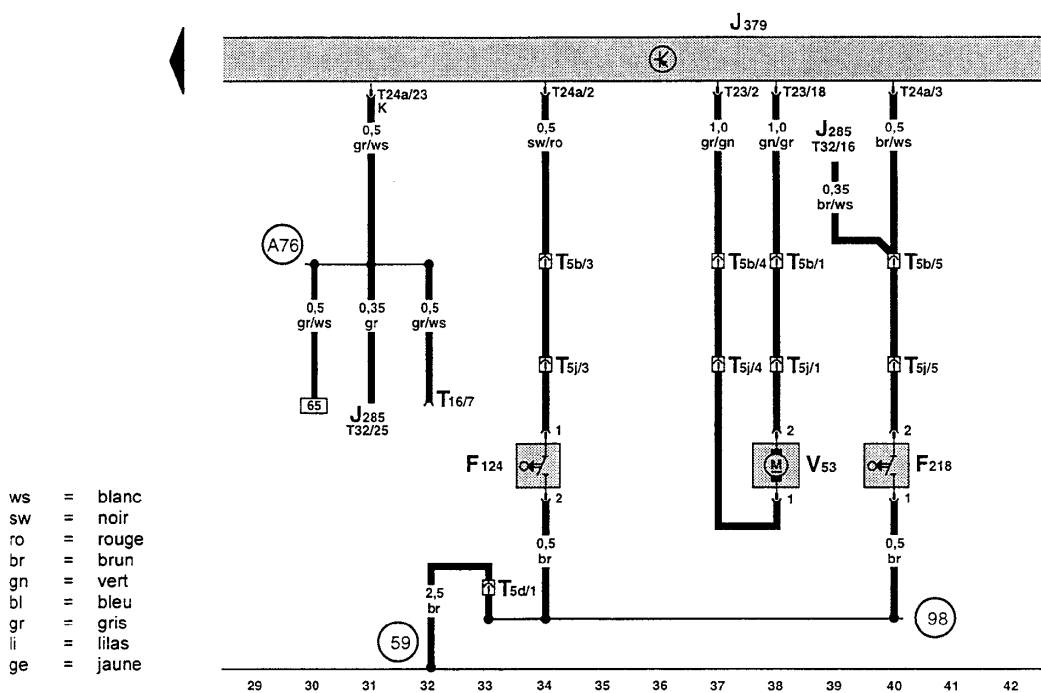 J379
T24a/23
K
T24a/2
T23/2
T23/18
T24a/3
0,5
gr/ws
0,5
sw/ro
1,0
gr/gn
1,0
gn/gr
J285
T32/16
0,5
br/ws
0,35
br/ws
A76
T5b/3
T5b/4
T5b/1
T5b/5
0,5
gr/ws
0,35
gr
0,5
gr/ws
T5j/3
T5j/4
T5j/1
T5j/5
65
J285
T32/25
T16/7
1
2
2
F124
M
V53
F218
2
1
1
ws = blanc
sw = noir
ro = rouge
br = brun
gn = vert
bl = bleu
gr = gris
li = lilas
ge = jaune
0,5
br
0,5
br
2,5
br
T5d/1
59
98
29 30 31 32 33 34 35 36 37 38 39 40 41 42